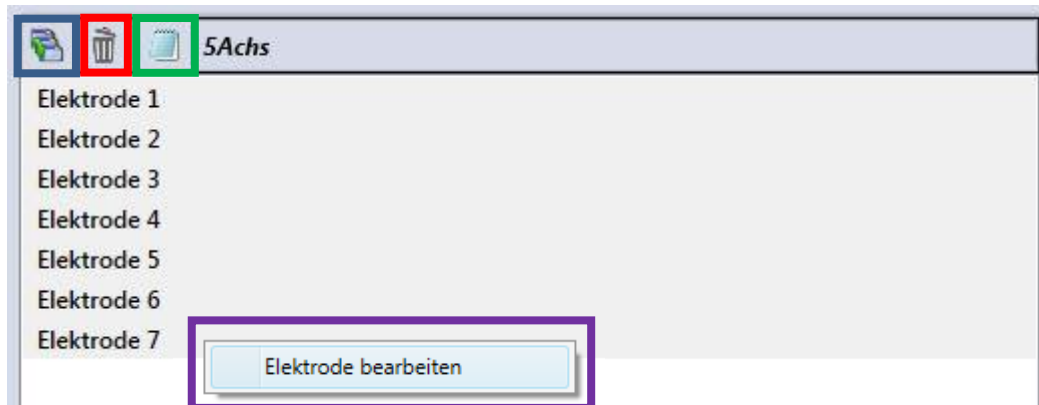 5Achs
Elektrode 1
Elektrode 2
Elektrode 3
Elektrode 4
Elektrode 5
Elektrode 6
Elektrode 7
Elektrode bearbeiten